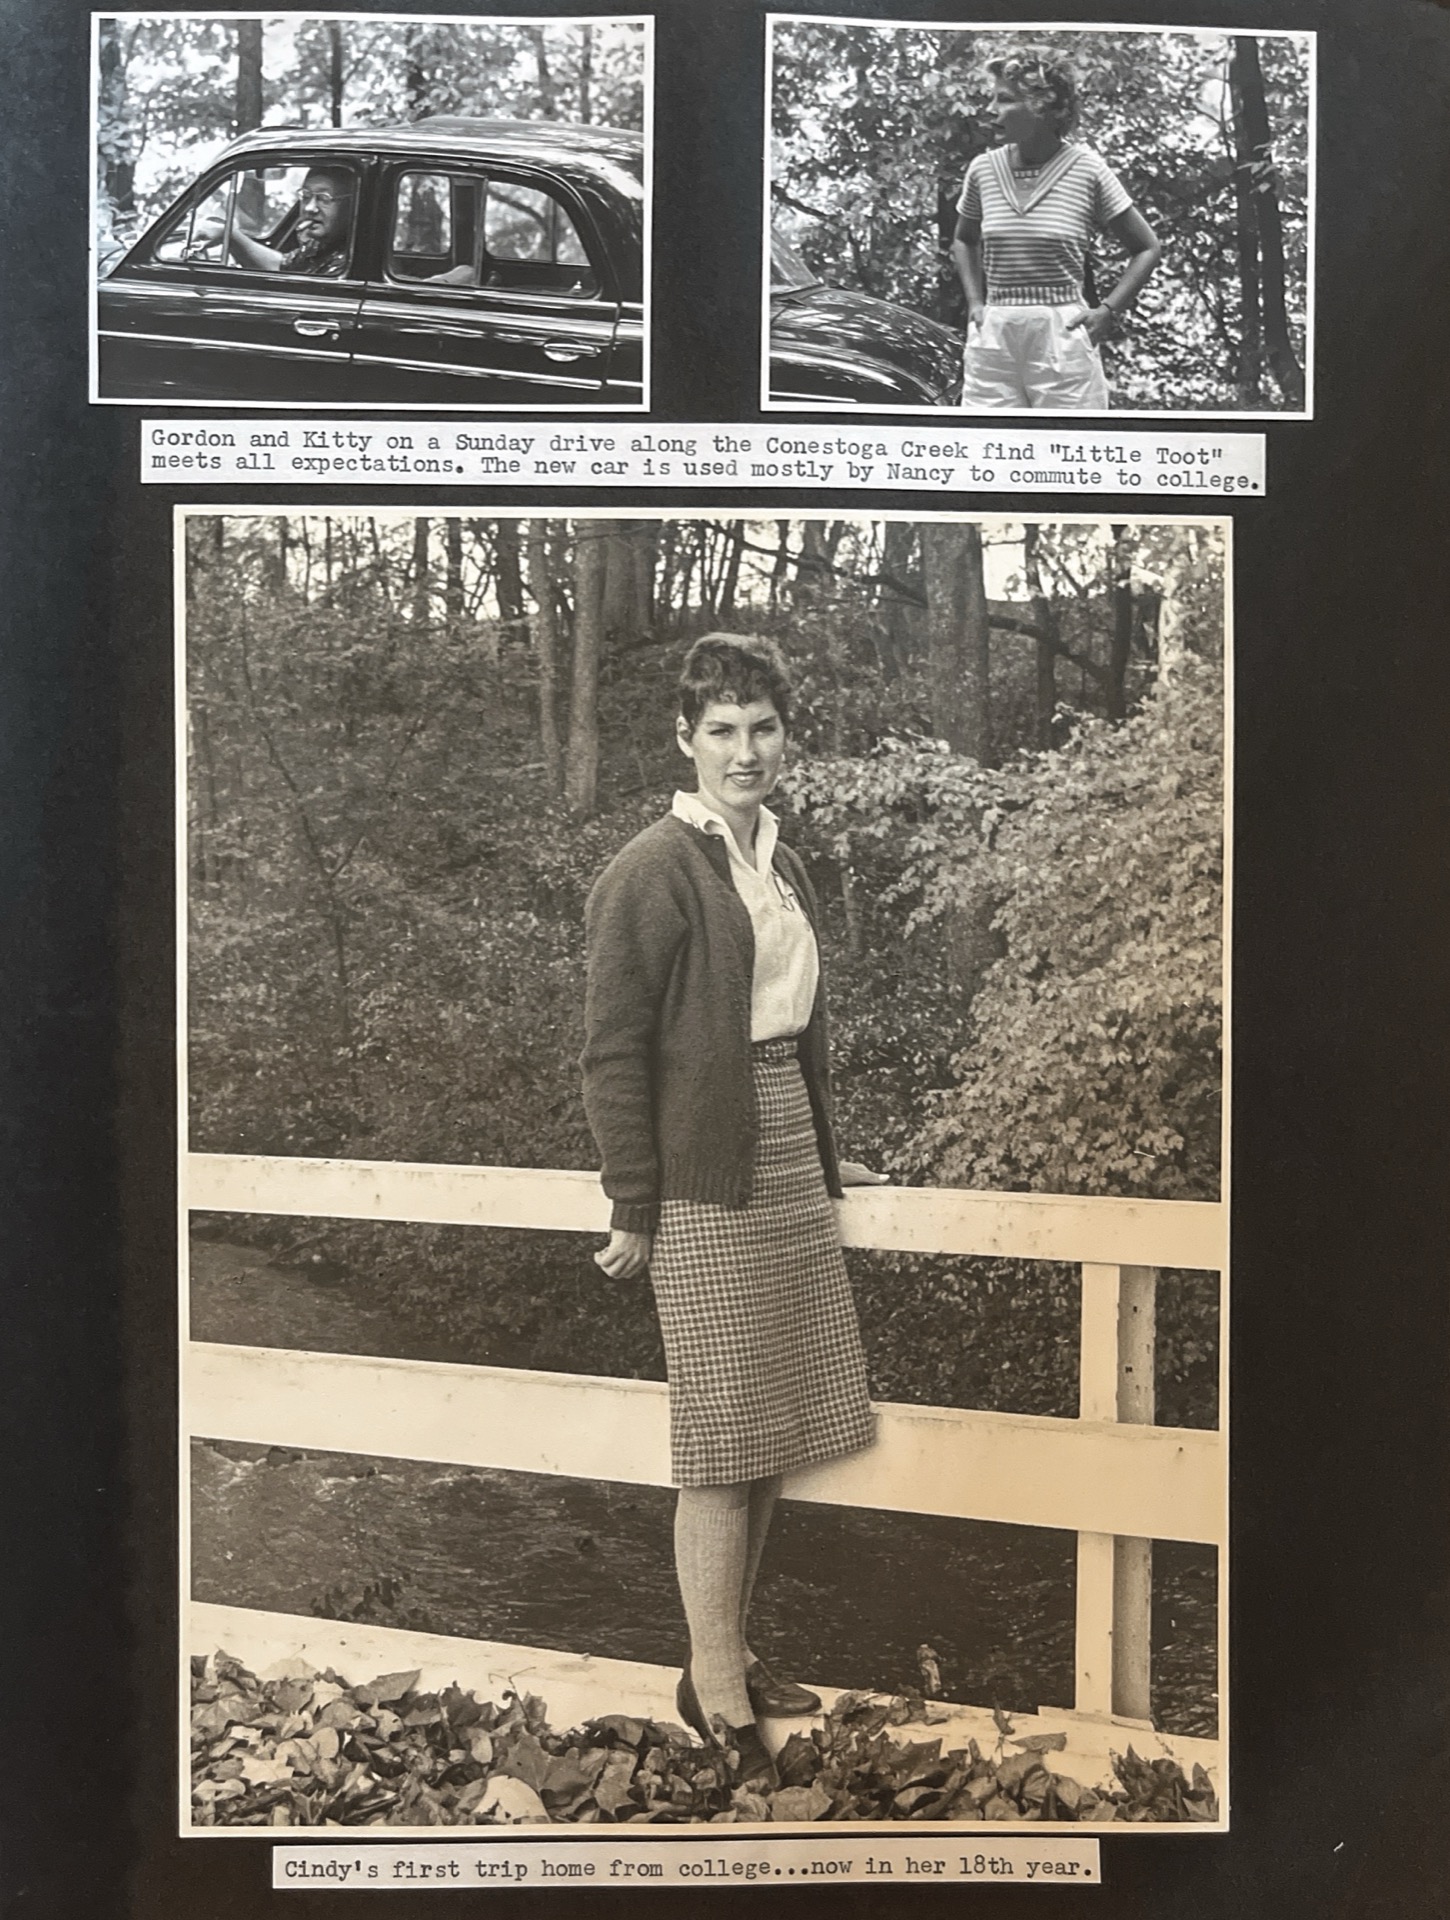 Gordon and Kitty on a Sunday drive along the Conestoga Creek find "Little Toot"
meets all expectations. The new car is used mostly by Nancy to commute to college.
Cindy's first trip home from college...now in her 18th year.